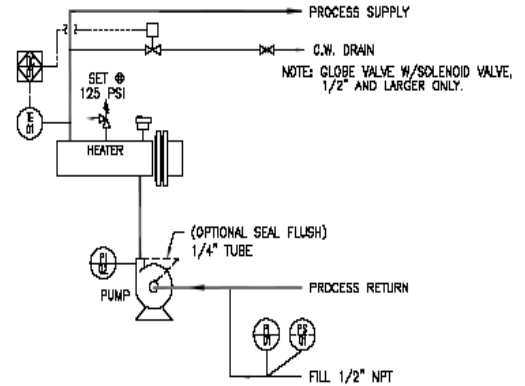 PROCESS SUPPLY
C.W. DRAIN
NOTE: GLOBE VALVE W/SOLENOID VALVE,
1/2" AND LARGER ONLY.
SET @
125 PSI
TE
01
HEATER
(OPTIONAL SEAL FLUSH)
1/4" TUBE
PI
02
PUMP
PROCESS RETURN
PI
01
PS
01
FILL 1/2" NPT